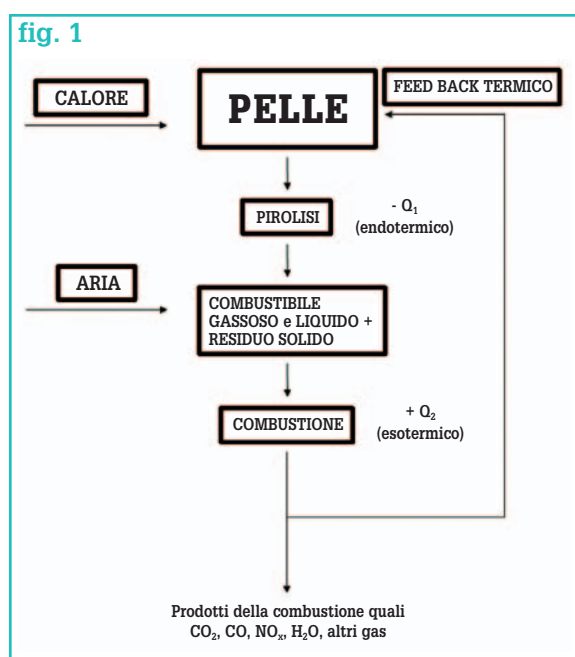 fig. 1
CALORE
PELLE
FEED BACK TERMICO
PIROLISI
- Q₁
(endotermico)
ARIA
COMBUSTIBILE
GASSOSO e LIQUIDO +
RESIDUO SOLIDO
COMBUSTIONE
+ Q₂
(esotermico)
Prodotti della combustione quali
CO₂, CO, NOₓ, H₂O, altri gas